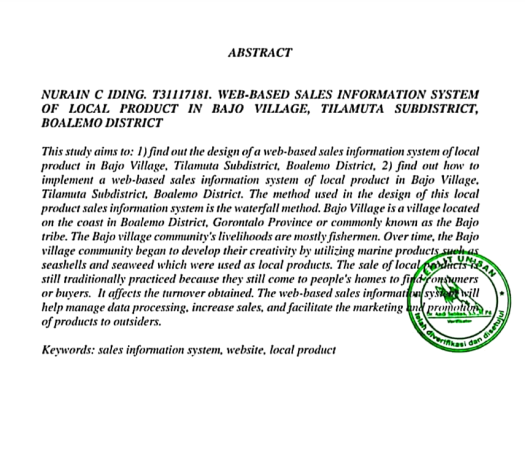 ABSTRACT
NURAIN C IDING. T3111718I. WEB-BASED SALES INFORMATION SYSTEM
OF LOCAL PRODUCT IN BAJO VILLAGE, TILAMUTA SUBDISTRICT,
BOALEMO DISTRICT
This study aims to: 1) find out the design of a web-based sales information system of local
product in Bajo Village, Tilamuta Subdistrict, Boalemo District, 2) find out how to
implement a web-based sales information system of local product in Bajo Village,
Tilamuta Subdistrict, Boalemo District. The method used in the design of this local
product sales information system is the waterfall method. Bajo Village is a village located
on the coast in Boalemo District, Gorontalo Province or commonly known as the Bajo
tribe. The Bajo village community's livelihoods are mostly fishermen. Over time, the Bajo
village community began to develop their creativity by utilizing marine products such as
seashells and seaweed which were used as local products. The sale of local products is
still traditionally practiced because they still come to people's homes to find consumers
or buyers. It affects the turnover obtained. The web-based sales information system will
help manage data processing, increase sales, and facilitate the marketing and promotion
of products to outsiders.
Keywords: sales information system, website, local product
UNISAN
telah diverifikasi dan disetujui